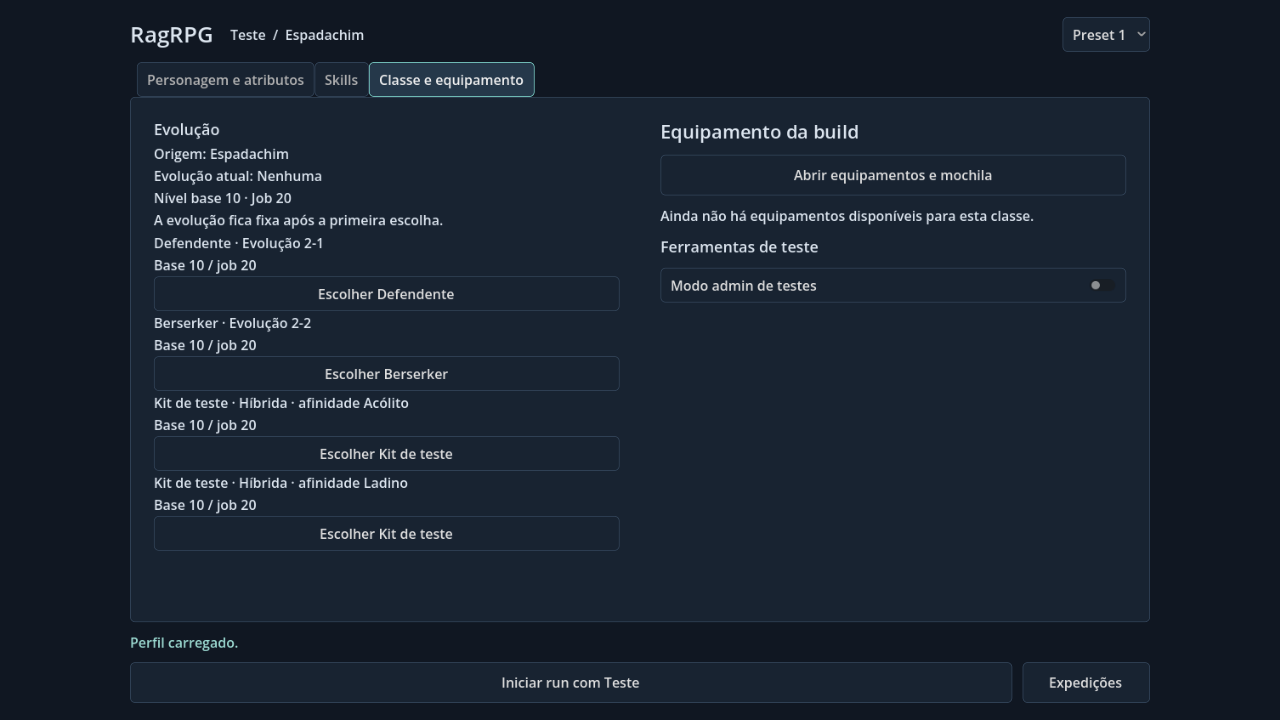 RagRPG
Teste / Espadachim
Preset 1
Personagem e atributos
Skills
Classe e equipamento
Evolução
Origem: Espadachim
Evolução atual: Nenhuma
Nível base 10 · Job 20
A evolução fica fixa após a primeira escolha.
Defendente · Evolução 2-1
Base 10 / job 20
Escolher Defendente
Berserker · Evolução 2-2
Base 10 / job 20
Escolher Berserker
Kit de teste · Híbrida · afinidade Acólito
Base 10 / job 20
Escolher Kit de teste
Kit de teste · Híbrida · afinidade Ladino
Base 10 / job 20
Escolher Kit de teste
Equipamento da build
Abrir equipamentos e mochila
Ainda não há equipamentos disponíveis para esta classe.
Ferramentas de teste
Modo admin de testes
Perfil carregado.
Iniciar run com Teste
Expedições